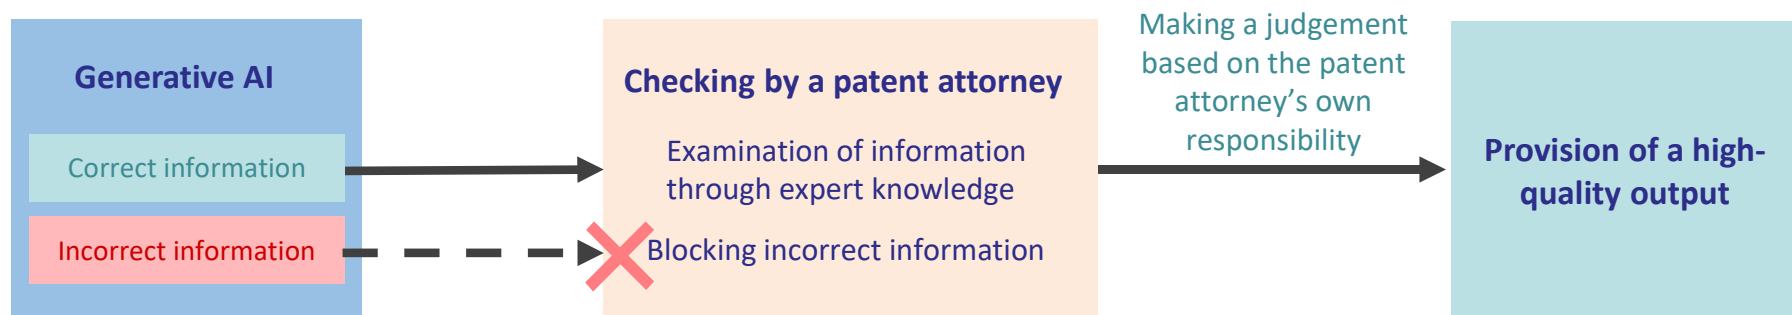 Generative AI
Correct information
Incorrect information
Checking by a patent attorney
Examination of information
through expert knowledge
Blocking incorrect information
Making a judgement
based on the patent
attorney’s own
responsibility
Provision of a high-
quality output